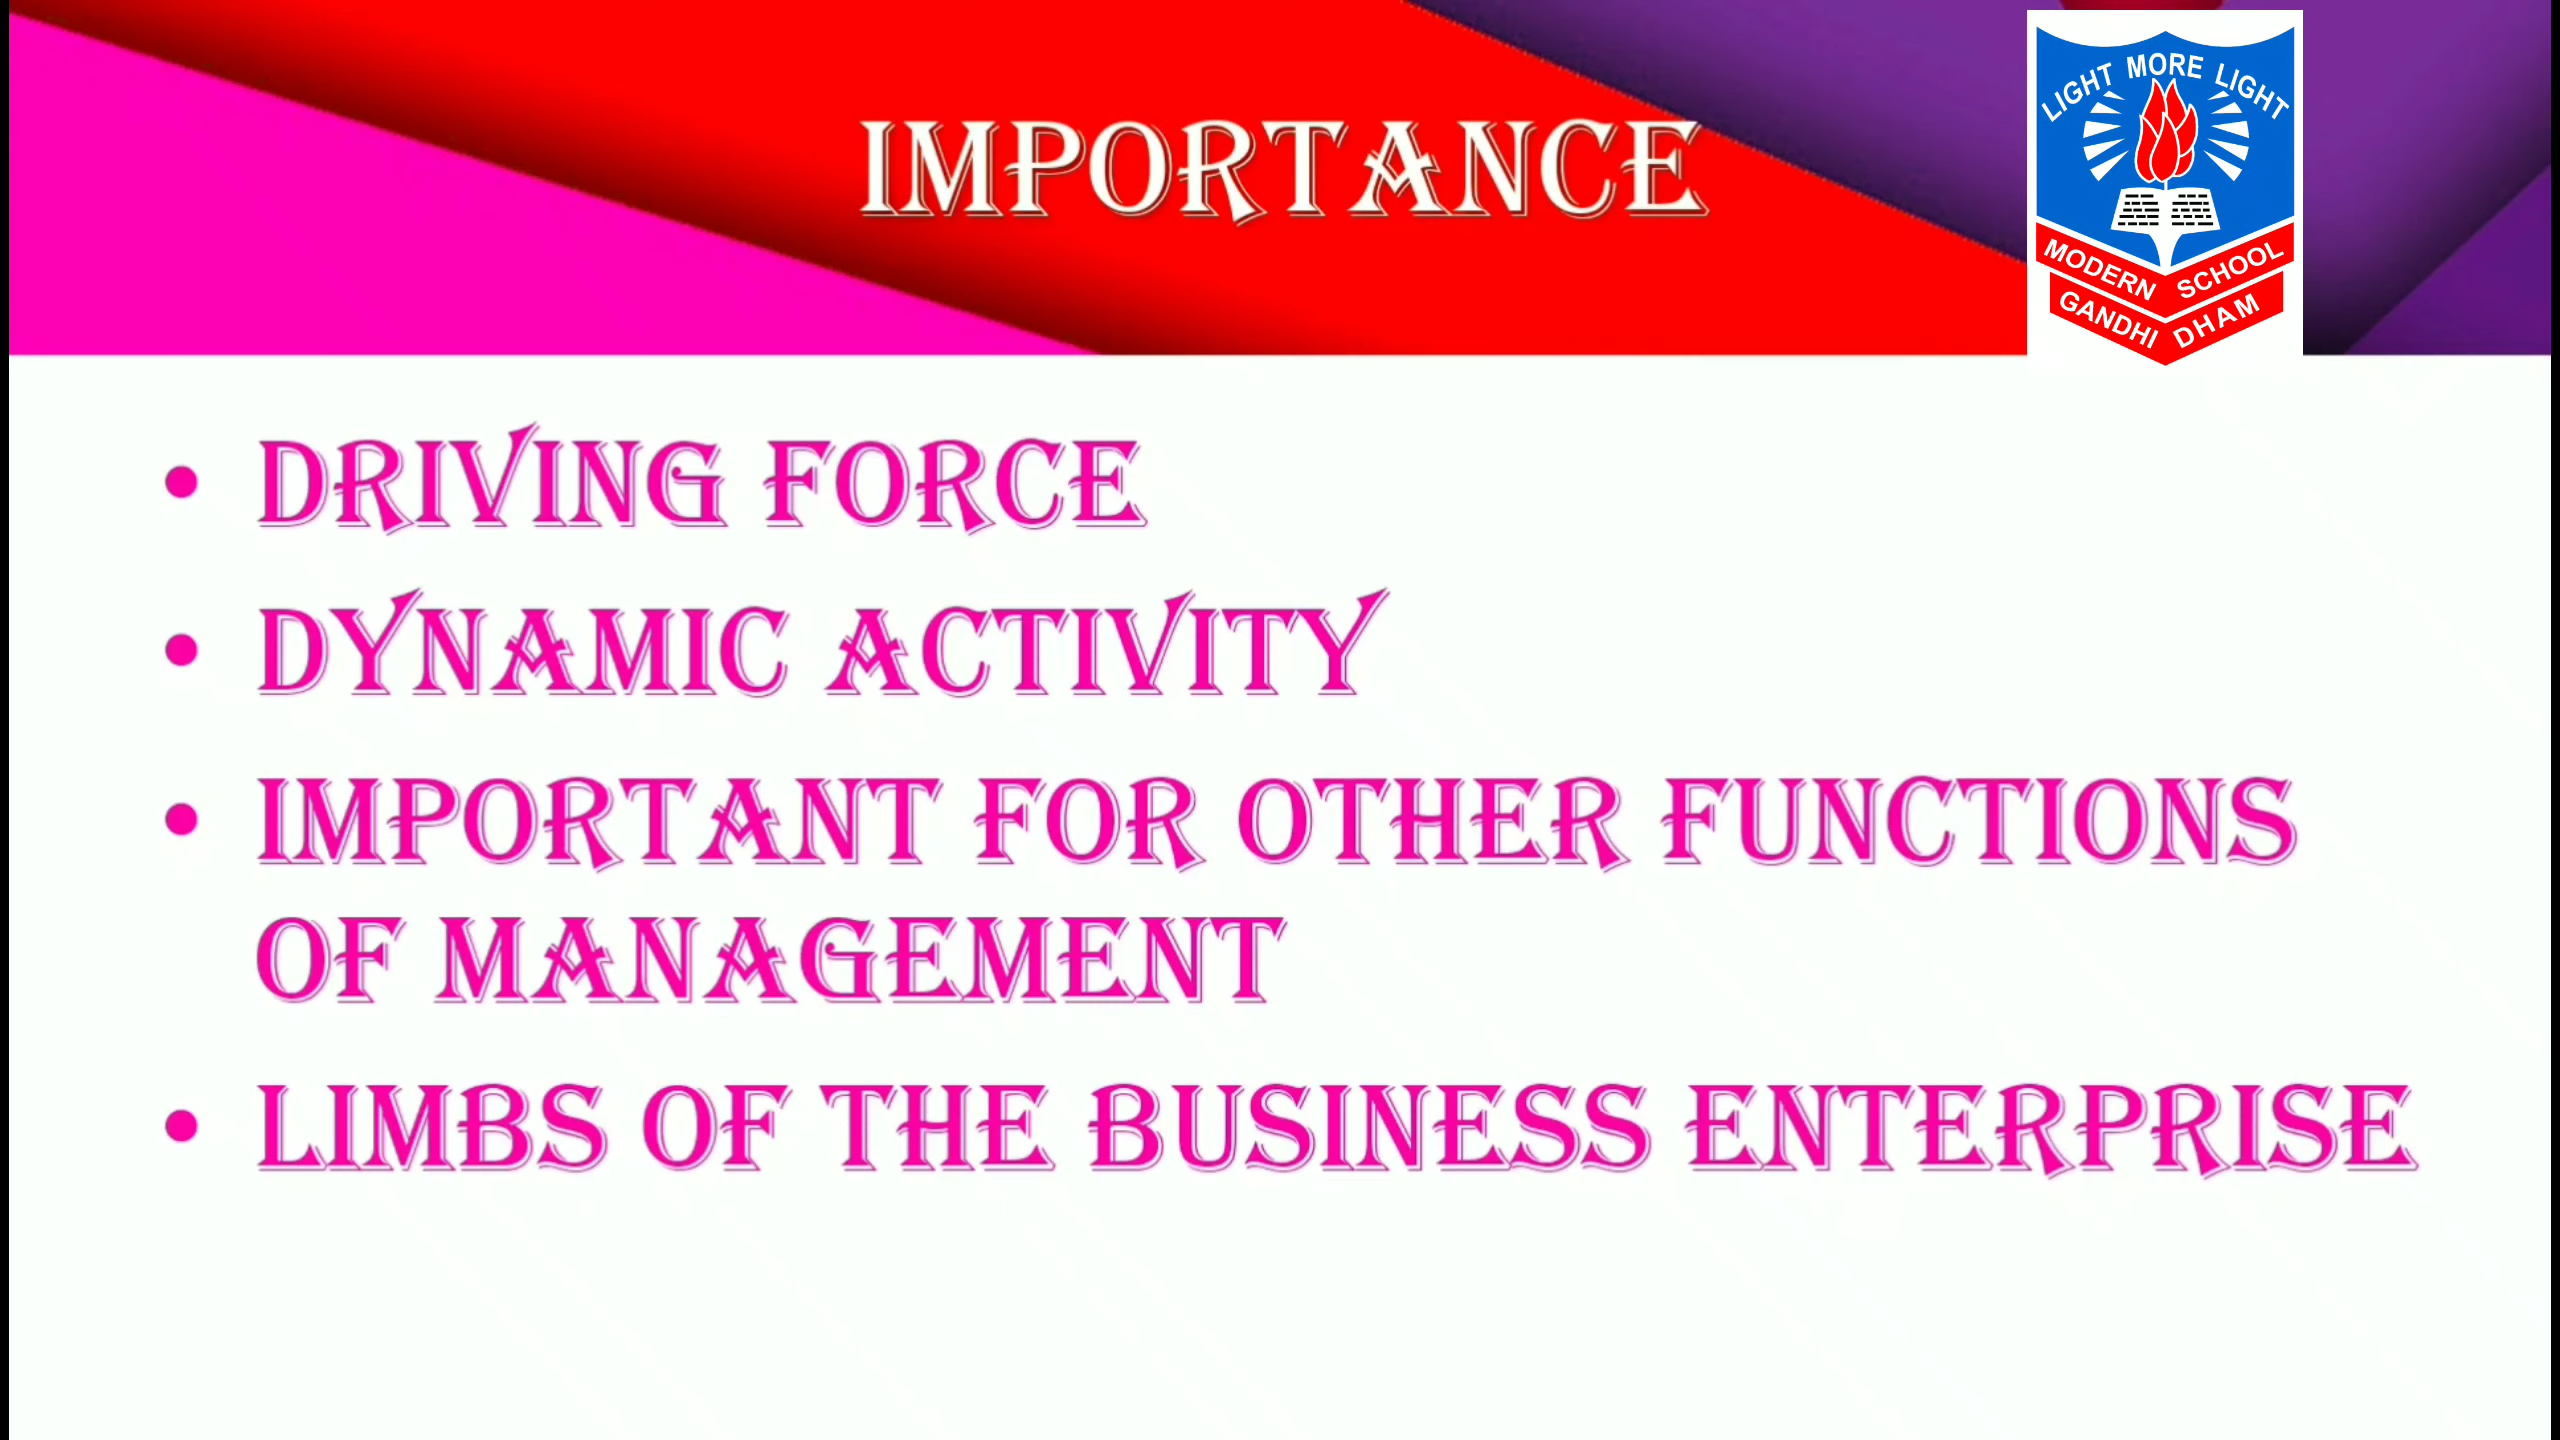 IMPORTANCE
LIGHT MORE LIGHT
MODERN SCHOOL
GANDHI DHAM
• DRIVING FORCE
• DYNAMIC ACTIVITY
• IMPORTANT FOR OTHER FUNCTIONS
OF MANAGEMENT
• LIMBS OF THE BUSINESS ENTERPRISE